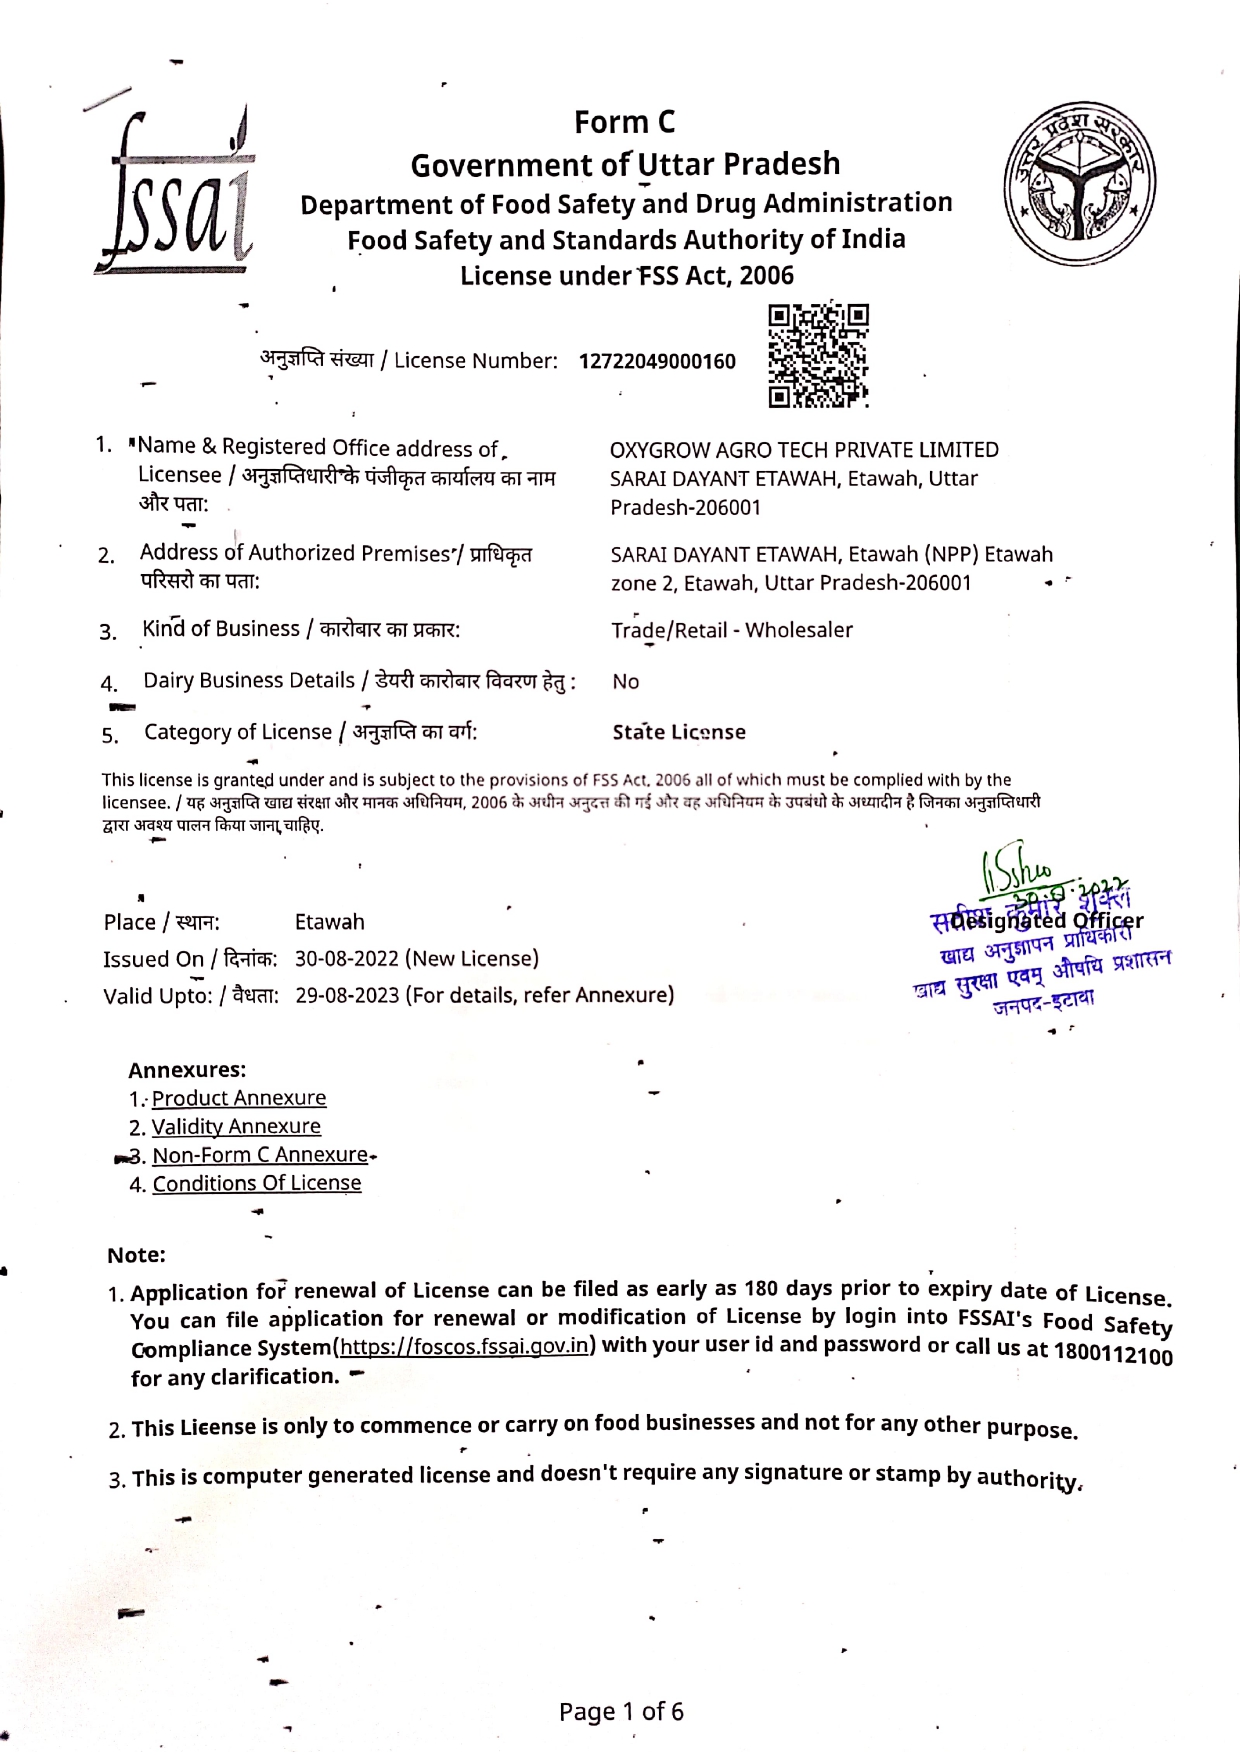 fssai
Form C
Government of Uttar Pradesh
Department of Food Safety and Drug Administration
Food Safety and Standards Authority of India
License under FSS Act, 2006
उत्तर प्रदेश सरकार
अनुज्ञप्ति संख्या / License Number: 12722049000160
1. Name & Registered Office address of
Licensee / अनुज्ञप्तिधारी के पंजीकृत कार्यालय का नाम
और पता:
OXYGROW AGRO TECH PRIVATE LIMITED
SARAI DAYANT ETAWAH, Etawah, Uttar
Pradesh-206001
2. Address of Authorized Premises / प्राधिकृत
परिसरो का पता:
SARAI DAYANT ETAWAH, Etawah (NPP) Etawah
zone 2, Etawah, Uttar Pradesh-206001
3. Kind of Business / कारोबार का प्रकार: Trade/Retail - Wholesaler
4. Dairy Business Details / डेयरी कारोबार विवरण हेतु : No
5. Category of License / अनुज्ञप्ति का वर्ग: State License
This license is granted under and is subject to the provisions of FSS Act, 2006 all of which must be complied with by the
licensee. / यह अनुज्ञप्ति खाद्य संरक्षा और मानक अधिनियम, 2006 के अधीन अनुदत्त की गई और वह अधिनियम के उपबंधो के अध्यादीन है जिनका अनुज्ञप्तिधारी
द्वारा अवश्य पालन किया जाना चाहिए.
Place / स्थान: Etawah
Issued On / दिनांक: 30-08-2022 (New License)
Valid Upto: / वैधता: 29-08-2023 (For details, refer Annexure)
2022
सतीश कुमार शुक्ल
Designated Officer
खाद्य अनुज्ञापन प्राधिकारी
खाद्य सुरक्षा एवम् औषधि प्रशासन
जनपद-इटावा
Annexures:
1. Product Annexure
2. Validity Annexure
3. Non-Form C Annexure
4. Conditions Of License
Note:
1. Application for renewal of License can be filed as early as 180 days prior to expiry date of License.
You can file application for renewal or modification of License by login into FSSAI's Food Safety
Compliance System(https://foscos.fssai.gov.in) with your user id and password or call us at 1800112100
for any clarification.
2. This License is only to commence or carry on food businesses and not for any other purpose.
3. This is computer generated license and doesn't require any signature or stamp by authority.
Page 1 of 6